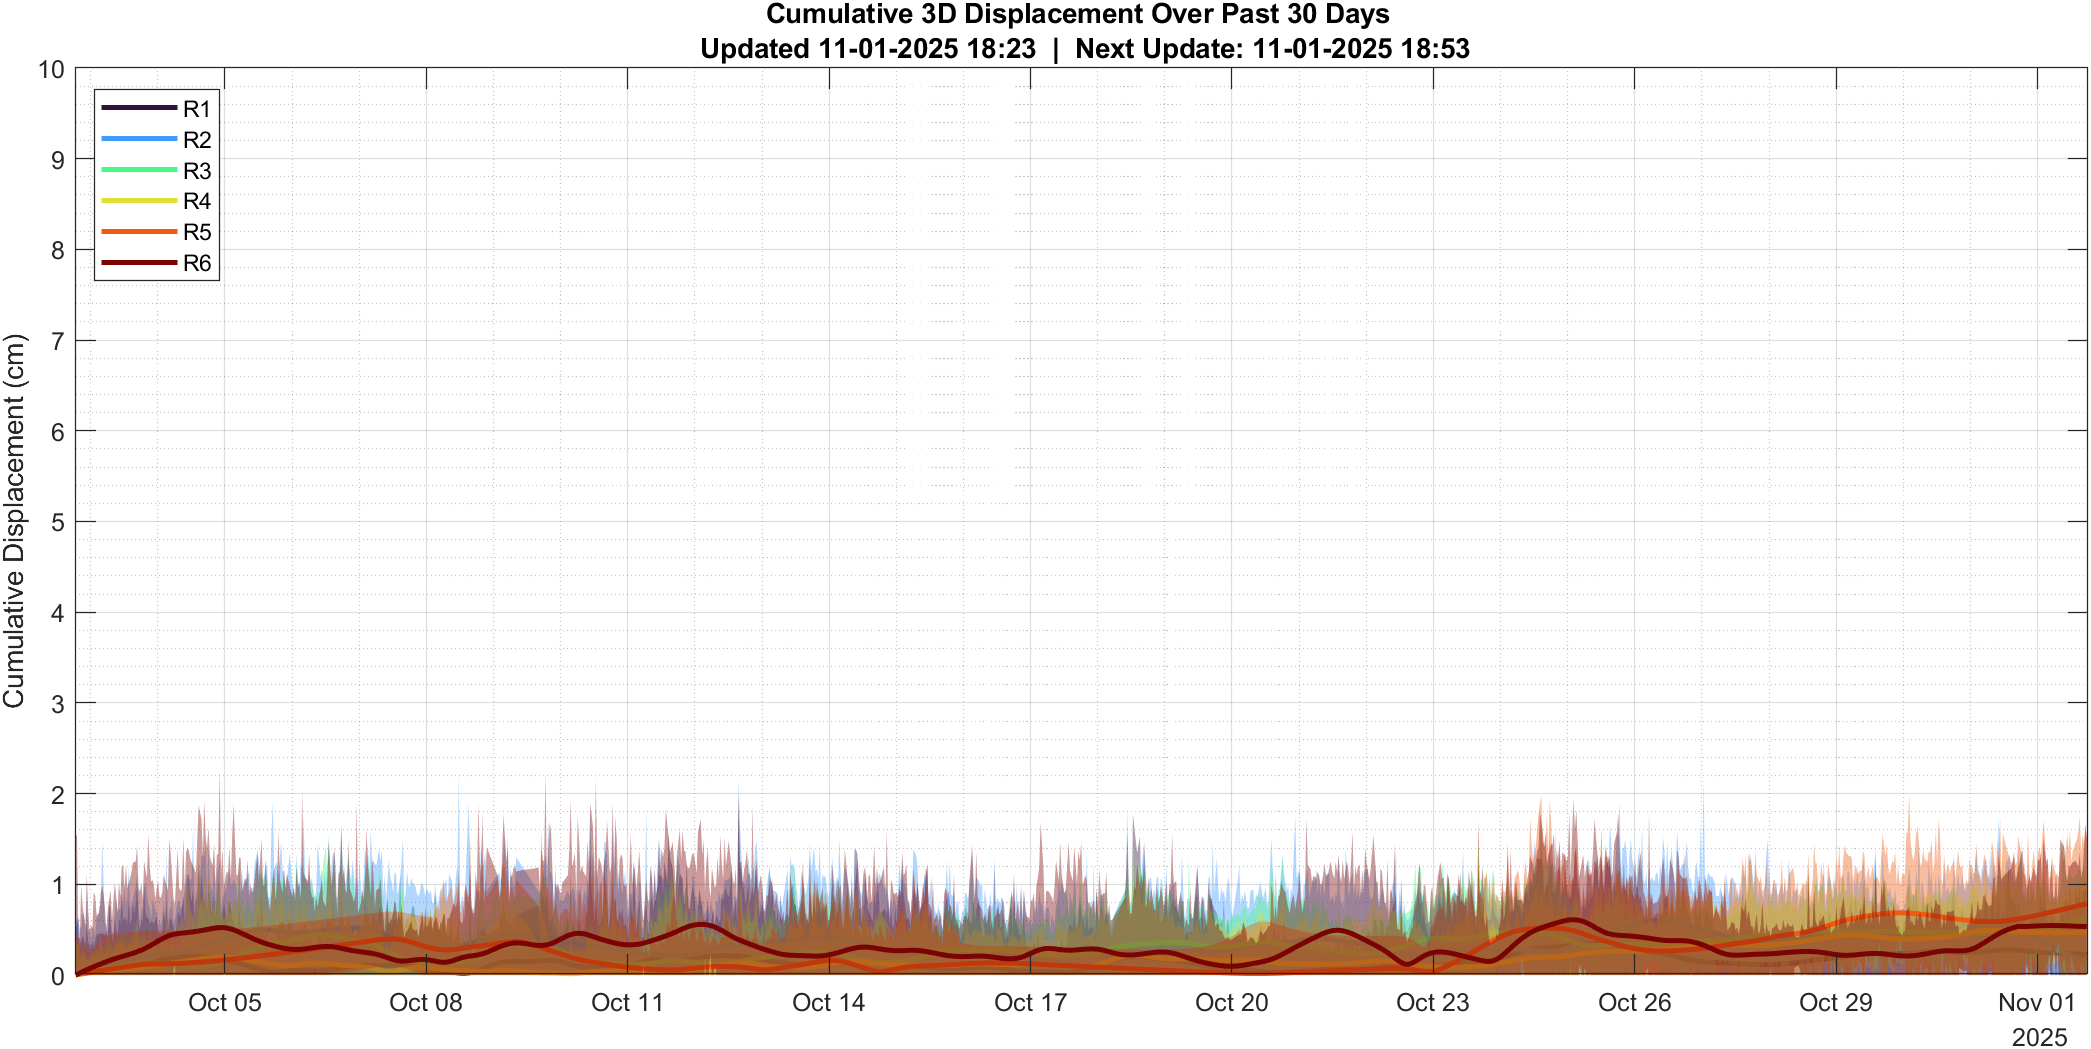 Cumulative 3D Displacement Over Past 30 Days
Updated 11-01-2025 18:23 | Next Update: 11-01-2025 18:53
Cumulative Displacement (cm)
10
9
8
7
6
5
4
3
2
1
0
R1
R2
R3
R4
R5
R6
Oct 05 Oct 08 Oct 11 Oct 14 Oct 17 Oct 20 Oct 23 Oct 26 Oct 29 Nov 01
2025